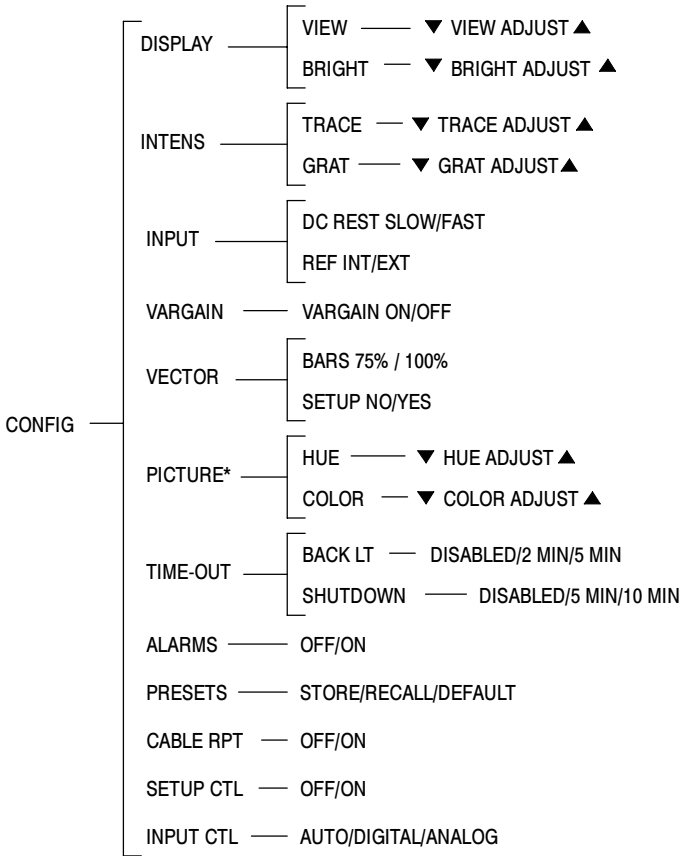 DISPLAY
VIEW ▼ VIEW ADJUST ▲
BRIGHT ▼ BRIGHT ADJUST ▲
INTENS
TRACE ▼ TRACE ADJUST ▲
GRAT ▼ GRAT ADJUST ▲
INPUT
DC REST SLOW/FAST
REF INT/EXT
VARGAIN VARGAIN ON/OFF
VECTOR
BARS 75% / 100%
SETUP NO/YES
CONFIG
PICTURE*
HUE ▼ HUE ADJUST ▲
COLOR ▼ COLOR ADJUST ▲
TIME-OUT
BACK LT DISABLED/2 MIN/5 MIN
SHUTDOWN DISABLED/5 MIN/10 MIN
ALARMS OFF/ON
PRESETS STORE/RECALL/DEFAULT
CABLE RPT OFF/ON
SETUP CTL OFF/ON
INPUT CTL AUTO/DIGITAL/ANALOG